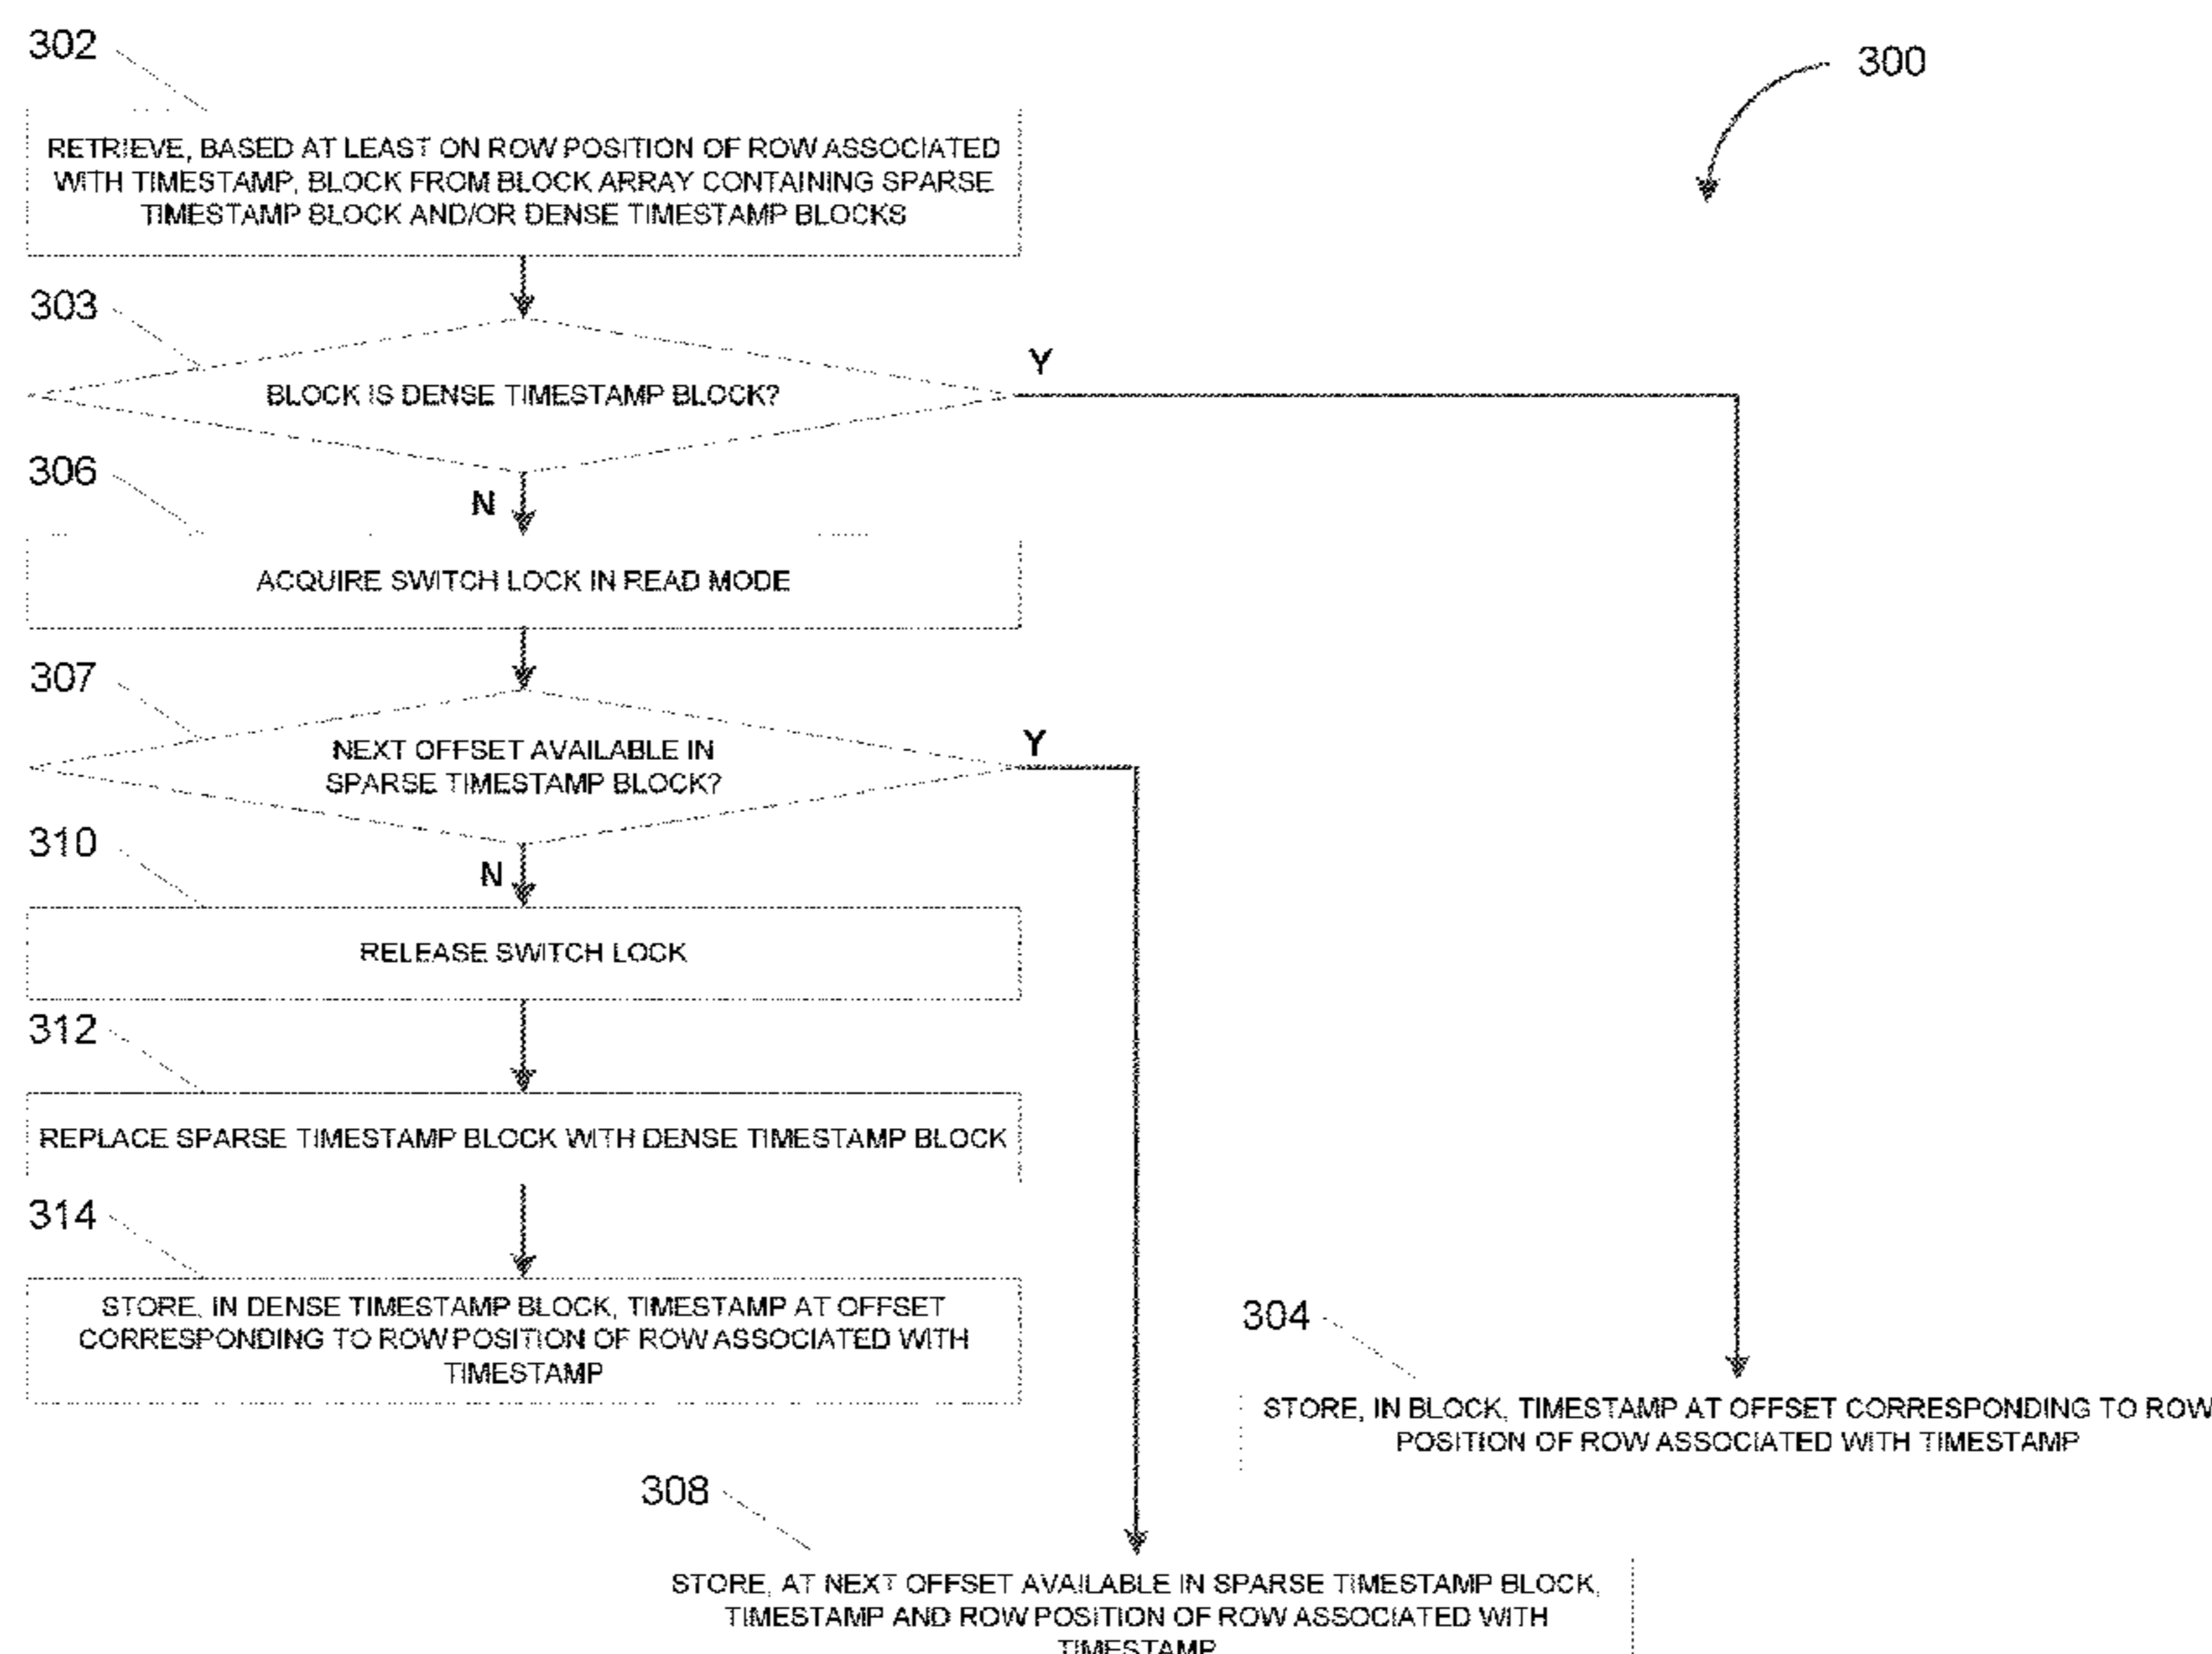 302
300
RETRIEVE, BASED AT LEAST ON ROW POSITION OF ROW ASSOCIATED
WITH TIMESTAMP, BLOCK FROM BLOCK ARRAY CONTAINING SPARSE
TIMESTAMP BLOCK AND/OR DENSE TIMESTAMP BLOCKS
303
Y
BLOCK IS DENSE TIMESTAMP BLOCK?
306
N
ACQUIRE SWITCH LOCK IN READ MODE
307
Y
NEXT OFFSET AVAILABLE IN
SPARSE TIMESTAMP BLOCK?
310
N
RELEASE SWITCH LOCK
312
REPLACE SPARSE TIMESTAMP BLOCK WITH DENSE TIMESTAMP BLOCK
314
STORE, IN DENSE TIMESTAMP BLOCK, TIMESTAMP AT OFFSET
CORRESPONDING TO ROW POSITION OF ROW ASSOCIATED WITH
TIMESTAMP
304
STORE, IN BLOCK, TIMESTAMP AT OFFSET CORRESPONDING TO ROW
POSITION OF ROW ASSOCIATED WITH TIMESTAMP
308
STORE, AT NEXT OFFSET AVAILABLE IN SPARSE TIMESTAMP BLOCK,
TIMESTAMP AND ROW POSITION OF ROW ASSOCIATED WITH
TIMESTAMP